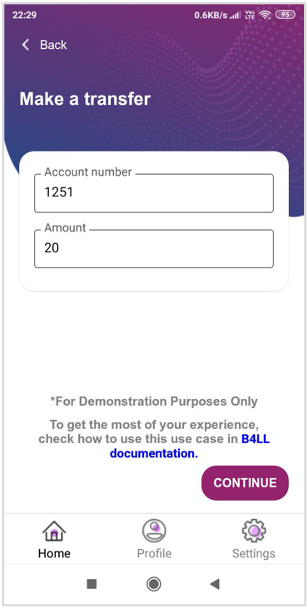 22:29 0.6KB/s Vo) LTE 95
Back
Make a transfer
Account number
1251
Amount
20
*For Demonstration Purposes Only
To get the most of your experience,
check how to use this use case in B4LL
documentation.
CONTINUE
Home Profile Settings